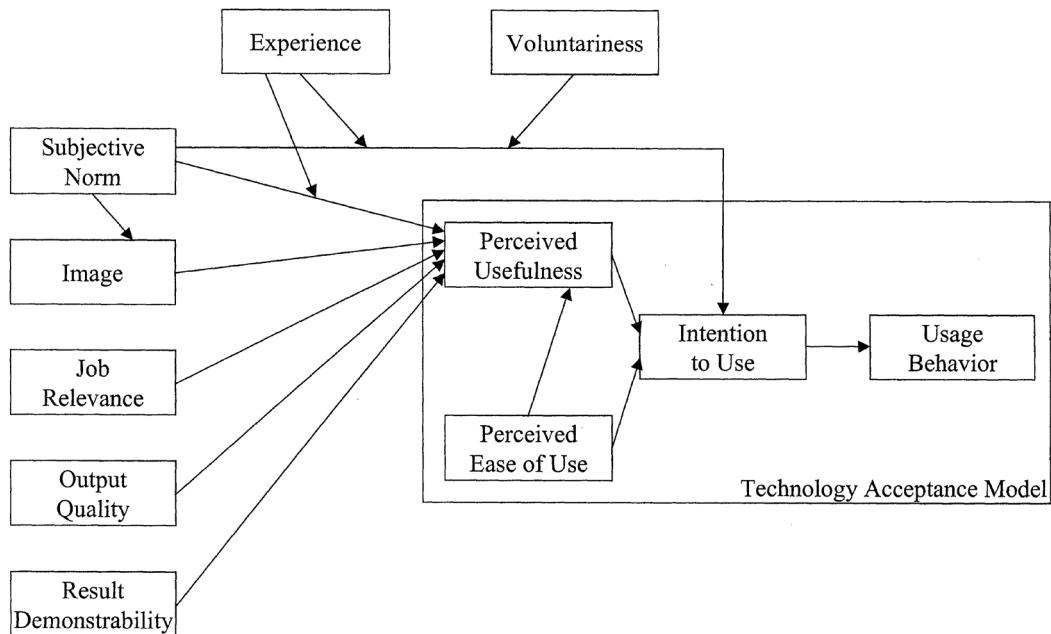 Experience
Voluntariness
Subjective
Norm
Image
Perceived
Usefulness
Job
Relevance
Intention
to Use
Usage
Behavior
Perceived
Ease of Use
Output
Quality
Technology Acceptance Model
Result
Demonstrability